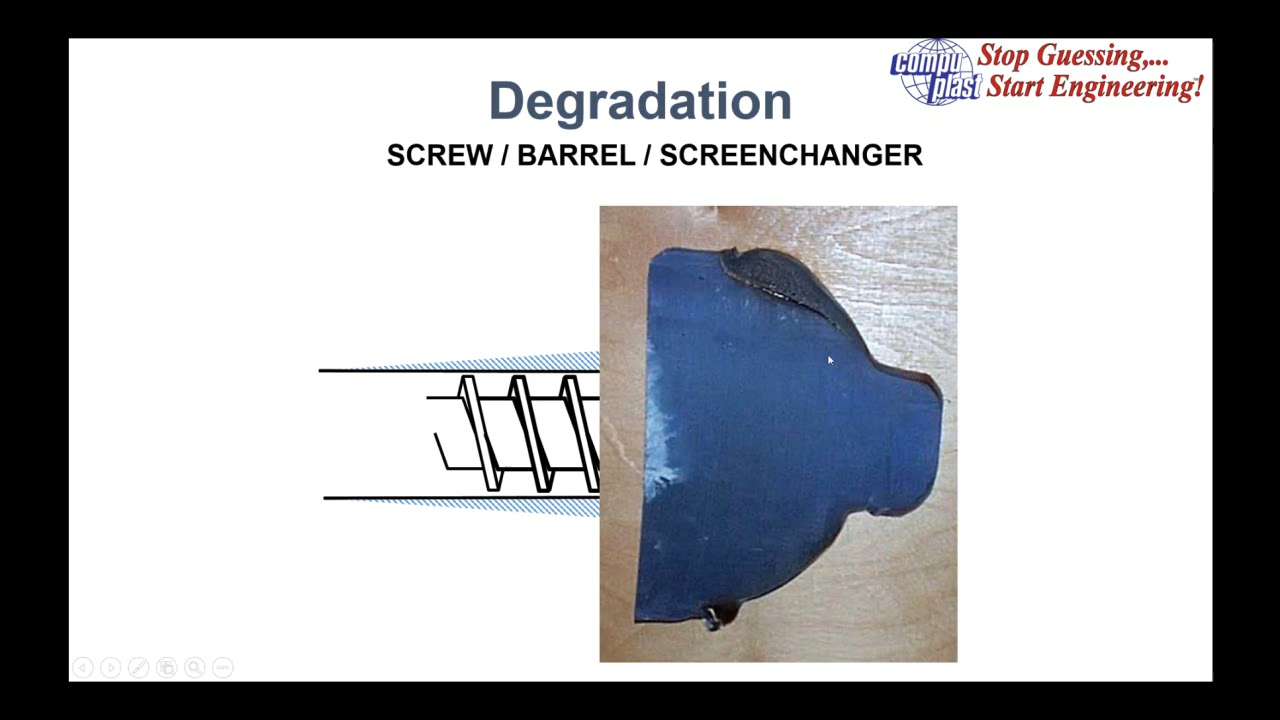 compu
plast
Stop Guessing,...
Start Engineering!
Degradation
SCREW / BARREL / SCREENCHANGER